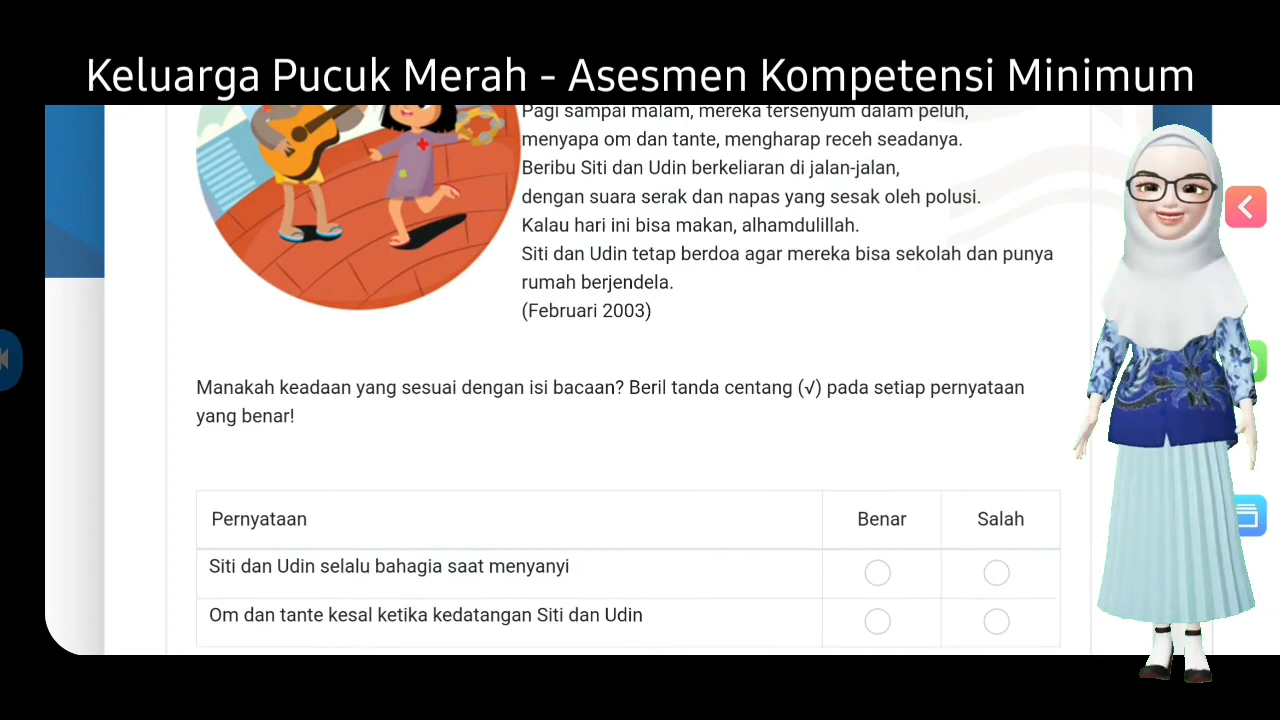 Keluarga Pucuk Merah - Asesmen Kompetensi Minimum
Pagi sampai malam, mereka tersenyum dalam peluh,
menyapa om dan tante, mengharap receh seadanya.
Beribu Siti dan Udin berkeliaran di jalan-jalan,
dengan suara serak dan napas yang sesak oleh polusi.
Kalau hari ini bisa makan, alhamdulillah.
Siti dan Udin tetap berdoa agar mereka bisa sekolah dan punya
rumah berjendela.
(Februari 2003)
Manakah keadaan yang sesuai dengan isi bacaan? Beril tanda centang (√) pada setiap pernyataan
yang benar!
Pernyataan Benar Salah
Siti dan Udin selalu bahagia saat menyanyi
Om dan tante kesal ketika kedatangan Siti dan Udin